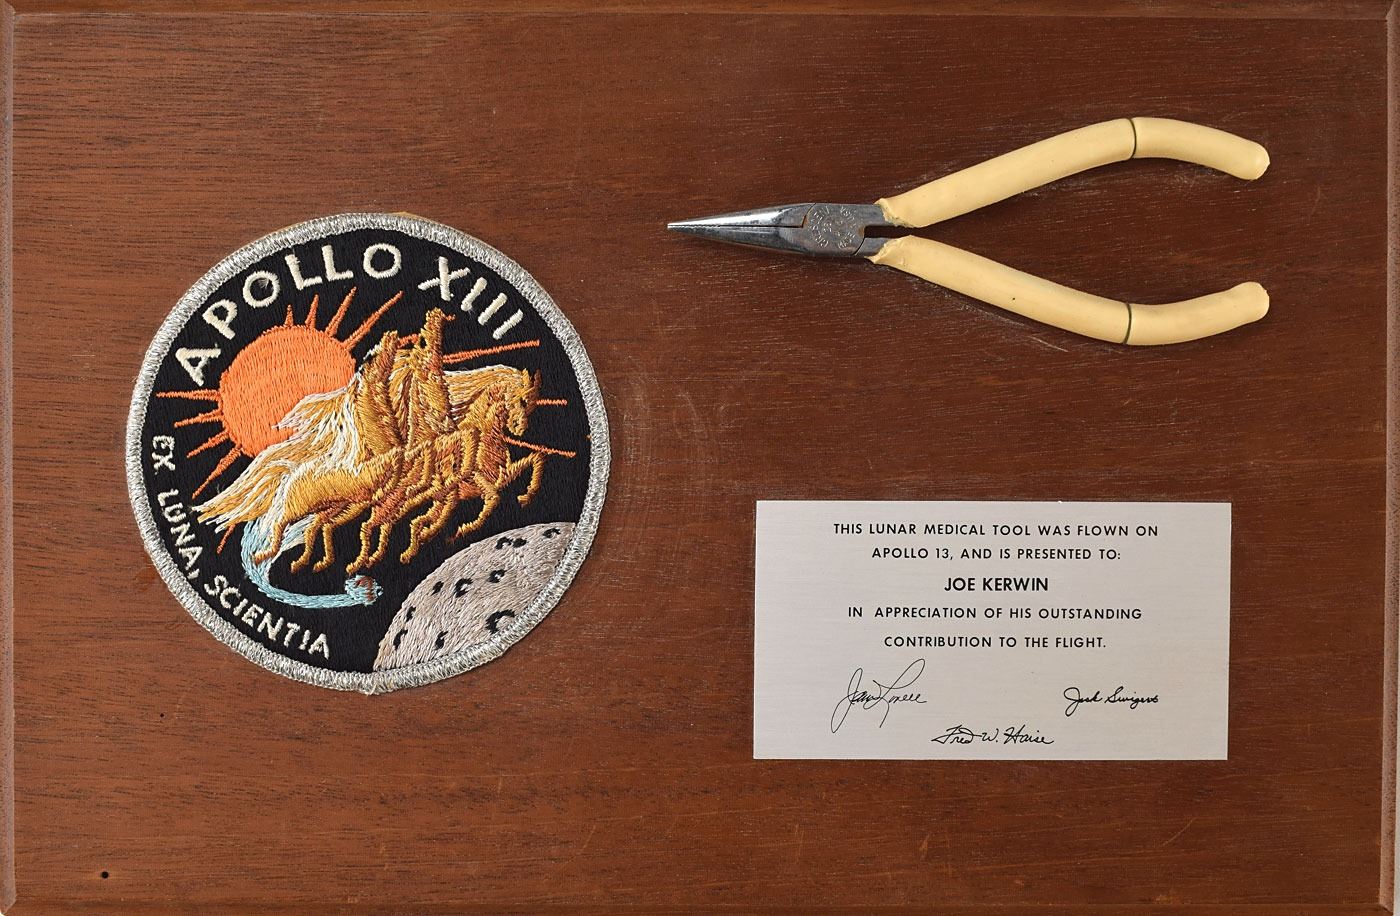 APOLLO XIII
EX LUNA, SCIENTIA
THIS LUNAR MEDICAL TOOL WAS FLOWN ON
APOLLO 13, AND IS PRESENTED TO:
JOE KERWIN
IN APPRECIATION OF HIS OUTSTANDING
CONTRIBUTION TO THE FLIGHT.
James Lovell
Jack Swigert
Fred W. Haise